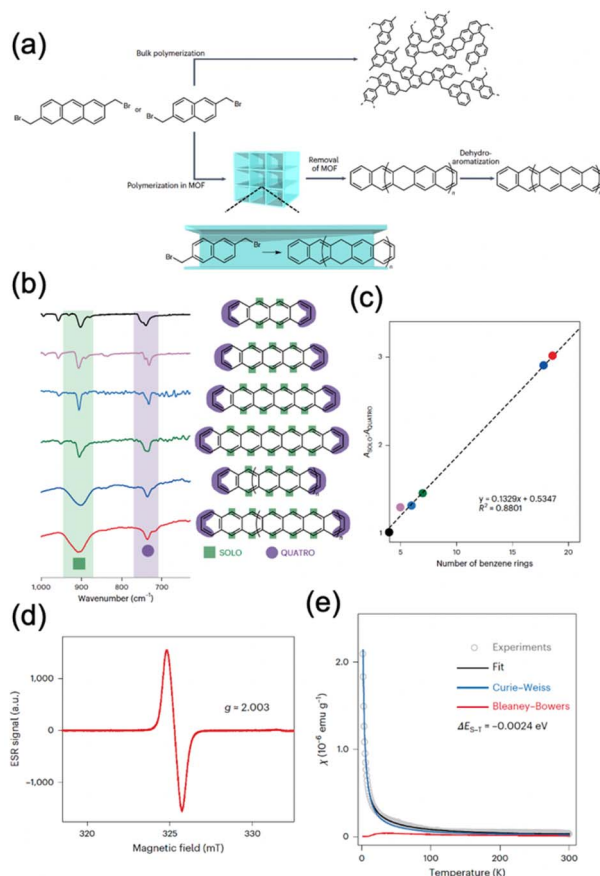 (a)
Bulk polymerization
Br
Br
or
Br
Br
Polymerization in MOF
Removal
of MOF
Dehydro-
aromatization
n
n
Br
Br
n
(b)
1,000
900
800
700
Wavenumber (cm⁻¹)
n
n
SOLO
QUATRO
(c)
3
2
1
A_SOLO:A_QUATRO
y = 0.1329x + 0.5347
R² = 0.8801
5
10
15
20
Number of benzene rings
(d)
1,000
0
−1,000
ESR signal (a.u.)
g = 2.003
320
325
330
Magnetic field (mT)
(e)
2.0
1.0
0
χ (10⁻⁶ emu g⁻¹)
Experiments
Fit
Curie–Weiss
Bleaney–Bowers
ΔE_S–T = −0.0024 eV
0
100
200
300
Temperature (K)